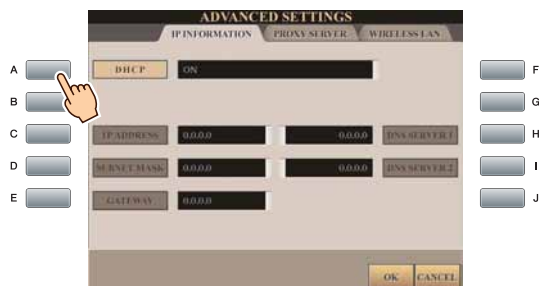 ADVANCED SETTINGS
IP INFORMATION PROXY SERVER WIRELESS LAN
A DHCP ON F
B G
C IP ADDRESS 0.0.0.0 0.0.0.0 DNS SERVER 1 H
D SUBNET MASK 0.0.0.0 0.0.0.0 DNS SERVER 2 I
E GATEWAY 0.0.0.0 J
OK CANCEL